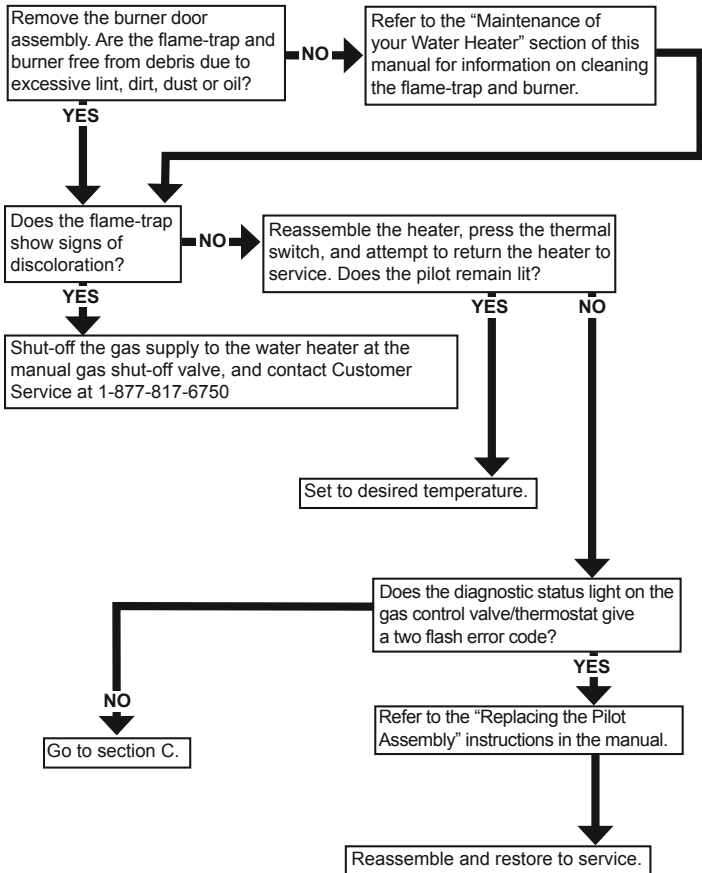 Remove the burner door
assembly. Are the flame-trap and
burner free from debris due to
excessive lint, dirt, dust or oil?
NO
Refer to the “Maintenance of
your Water Heater” section of this
manual for information on cleaning
the flame-trap and burner.
YES
Does the flame-trap
show signs of
discoloration?
NO
Reassemble the heater, press the thermal
switch, and attempt to return the heater to
service. Does the pilot remain lit?
YES
YES
NO
Shut-off the gas supply to the water heater at the
manual gas shut-off valve, and contact Customer
Service at 1-877-817-6750
Set to desired temperature.
Does the diagnostic status light on the
gas control valve/thermostat give
a two flash error code?
YES
NO
Refer to the “Replacing the Pilot
Assembly” instructions in the manual.
Go to section C.
Reassemble and restore to service.